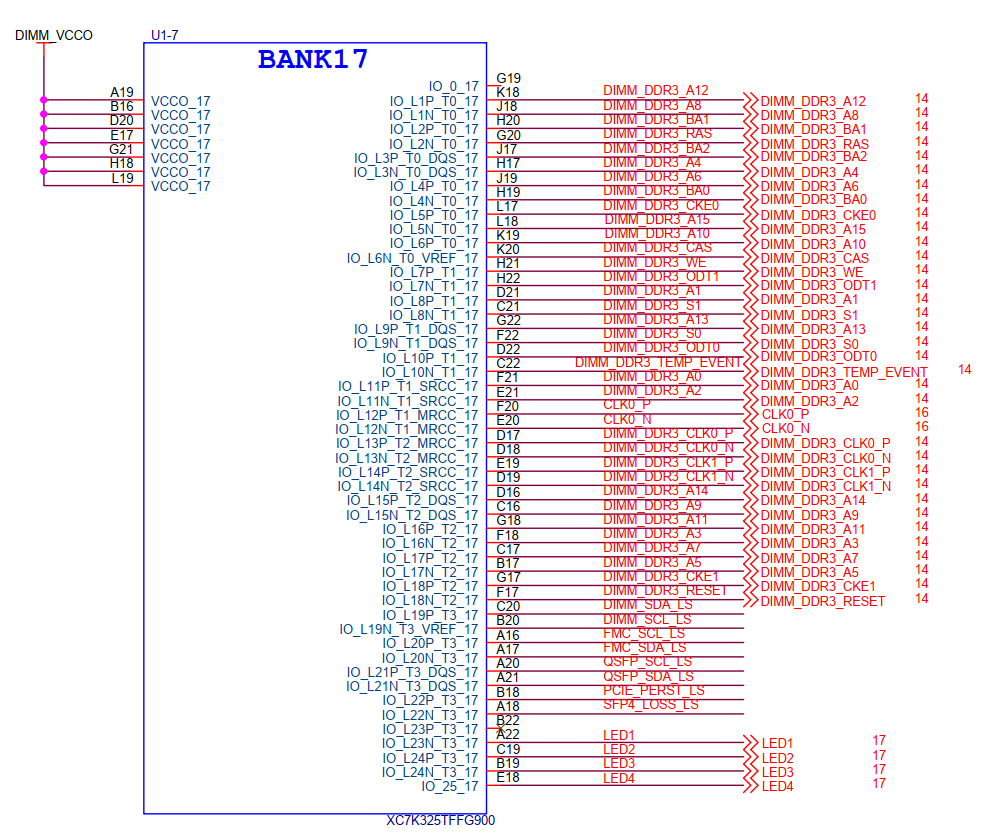 DIMM_VCCO
U1-7
BANK17
A19 VCCO_17
B16 VCCO_17
D20 VCCO_17
E17 VCCO_17
G21 VCCO_17
H18 VCCO_17
L19 VCCO_17
IO_0_17 G19
IO_L1P_T0_17 K18 DIMM_DDR3_A12 DIMM_DDR3_A12 14
IO_L1N_T0_17 J18 DIMM_DDR3_A8 DIMM_DDR3_A8 14
IO_L2P_T0_17 H20 DIMM_DDR3_BA1 DIMM_DDR3_BA1 14
IO_L2N_T0_17 G20 DIMM_DDR3_RAS DIMM_DDR3_RAS 14
IO_L3P_T0_DQS_17 J17 DIMM_DDR3_BA2 DIMM_DDR3_BA2 14
IO_L3N_T0_DQS_17 H17 DIMM_DDR3_A4 DIMM_DDR3_A4 14
IO_L4P_T0_17 J19 DIMM_DDR3_A6 DIMM_DDR3_A6 14
IO_L4N_T0_17 H19 DIMM_DDR3_BA0 DIMM_DDR3_BA0 14
IO_L5P_T0_17 L17 DIMM_DDR3_CKE0 DIMM_DDR3_CKE0 14
IO_L5N_T0_17 L18 DIMM_DDR3_A15 DIMM_DDR3_A15 14
IO_L6P_T0_17 K19 DIMM_DDR3_A10 DIMM_DDR3_A10 14
IO_L6N_T0_VREF_17 K20 DIMM_DDR3_CAS DIMM_DDR3_CAS 14
IO_L7P_T1_17 H21 DIMM_DDR3_WE DIMM_DDR3_WE 14
IO_L7N_T1_17 H22 DIMM_DDR3_ODT1 DIMM_DDR3_ODT1 14
IO_L8P_T1_17 D21 DIMM_DDR3_A1 DIMM_DDR3_A1 14
IO_L8N_T1_17 C21 DIMM_DDR3_S1 DIMM_DDR3_S1 14
IO_L9P_T1_DQS_17 G22 DIMM_DDR3_A13 DIMM_DDR3_A13 14
IO_L9N_T1_DQS_17 F22 DIMM_DDR3_S0 DIMM_DDR3_S0 14
IO_L10P_T1_17 D22 DIMM_DDR3_ODT0 DIMM_DDR3_ODT0 14
IO_L10N_T1_17 C22 DIMM_DDR3_TEMP_EVENT DIMM_DDR3_TEMP_EVENT 14
IO_L11P_T1_SRCC_17 F21 DIMM_DDR3_A0 DIMM_DDR3_A0 14
IO_L11N_T1_SRCC_17 E21 DIMM_DDR3_A2 DIMM_DDR3_A2 14
IO_L12P_T1_MRCC_17 F20 CLK0_P CLK0_P 16
IO_L12N_T1_MRCC_17 E20 CLK0_N CLK0_N 16
IO_L13P_T2_MRCC_17 D17 DIMM_DDR3_CLK0_P DIMM_DDR3_CLK0_P 14
IO_L13N_T2_MRCC_17 D18 DIMM_DDR3_CLK0_N DIMM_DDR3_CLK0_N 14
IO_L14P_T2_SRCC_17 E19 DIMM_DDR3_CLK1_P DIMM_DDR3_CLK1_P 14
IO_L14N_T2_SRCC_17 D19 DIMM_DDR3_CLK1_N DIMM_DDR3_CLK1_N 14
IO_L15P_T2_DQS_17 D16 DIMM_DDR3_A14 DIMM_DDR3_A14 14
IO_L15N_T2_DQS_17 C16 DIMM_DDR3_A9 DIMM_DDR3_A9 14
IO_L16P_T2_17 G18 DIMM_DDR3_A11 DIMM_DDR3_A11 14
IO_L16N_T2_17 F18 DIMM_DDR3_A3 DIMM_DDR3_A3 14
IO_L17P_T2_17 C17 DIMM_DDR3_A7 DIMM_DDR3_A7 14
IO_L17N_T2_17 B17 DIMM_DDR3_A5 DIMM_DDR3_A5 14
IO_L18P_T2_17 G17 DIMM_DDR3_CKE1 DIMM_DDR3_CKE1 14
IO_L18N_T2_17 F17 DIMM_DDR3_RESET DIMM_DDR3_RESET 14
IO_L19P_T3_17 C20 DIMM_SDA_LS
IO_L19N_T3_VREF_17 B20 DIMM_SCL_LS
IO_L20P_T3_17 A16 FMC_SCL_LS
IO_L20N_T3_17 A17 FMC_SDA_LS
IO_L21P_T3_DQS_17 A20 QSFP_SCL_LS
IO_L21N_T3_DQS_17 A21 QSFP_SDA_LS
IO_L22P_T3_17 B18 PCIE_PERST_LS
IO_L22N_T3_17 A18 SFP4_LOSS_LS
IO_L23P_T3_17 B22
IO_L23N_T3_17 A22 LED1 LED1 17
IO_L24P_T3_17 C19 LED2 LED2 17
IO_L24N_T3_17 B19 LED3 LED3 17
IO_25_17 E18 LED4 LED4 17
XC7K325TFFG900